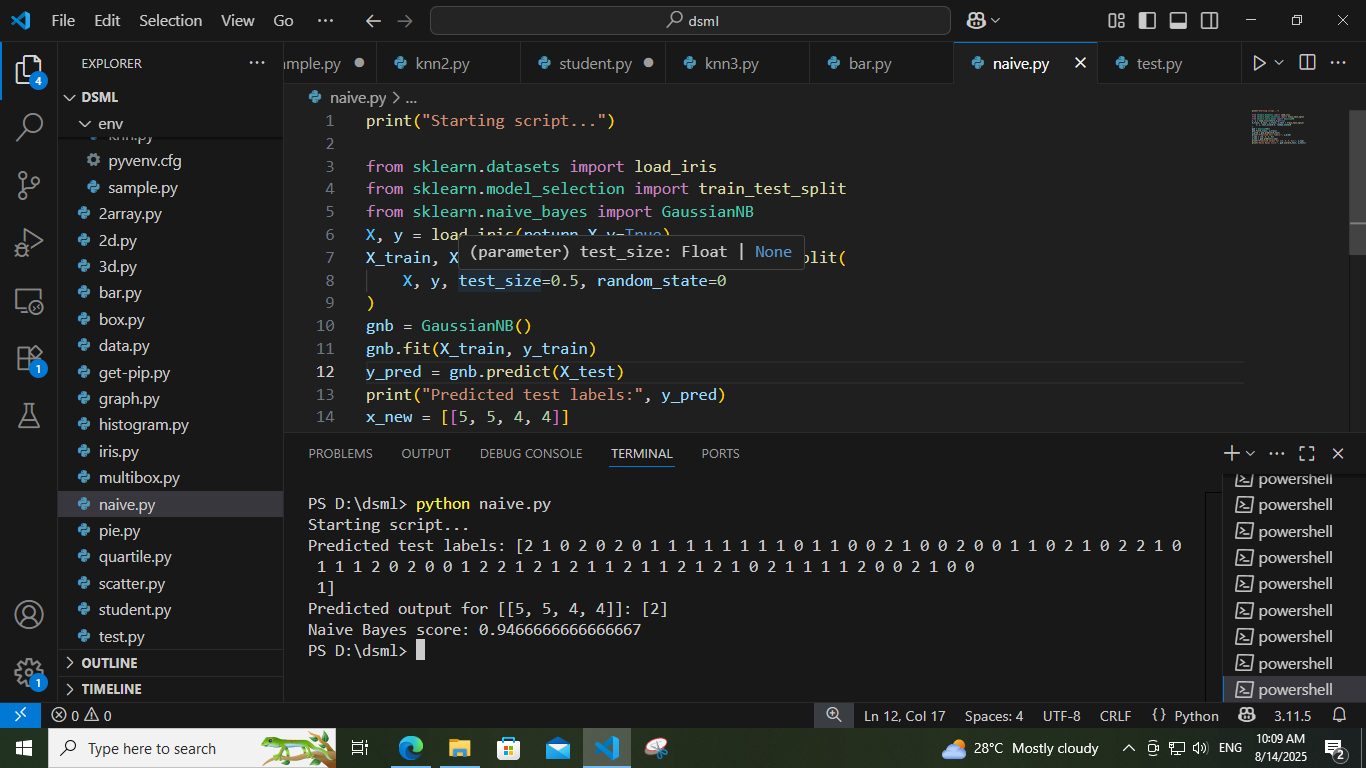 File Edit Selection View Go ··· dsml
EXPLORER ···
4
DSML
env
knn.py
pyvenv.cfg
sample.py
2array.py
2d.py
3d.py
bar.py
box.py
data.py
get-pip.py
graph.py
histogram.py
iris.py
multibox.py
naive.py
pie.py
quartile.py
scatter.py
student.py
test.py
OUTLINE
TIMELINE
1
1
mple.py knn2.py student.py knn3.py bar.py naive.py test.py
naive.py > ...
1 print("Starting script...")
2
3 from sklearn.datasets import load_iris
4 from sklearn.model_selection import train_test_split
5 from sklearn.naive_bayes import GaussianNB
6 X, y = load_iris(return_X_y=True)
(parameter) test_size: Float | None
7 X_train, X plit(
8 X, y, test_size=0.5, random_state=0
9 )
10 gnb = GaussianNB()
11 gnb.fit(X_train, y_train)
12 y_pred = gnb.predict(X_test)
13 print("Predicted test labels:", y_pred)
14 x_new = [[5, 5, 4, 4]]
PROBLEMS OUTPUT DEBUG CONSOLE TERMINAL PORTS
PS D:\dsml> python naive.py
Starting script...
Predicted test labels: [2 1 0 2 0 2 0 1 1 1 1 1 1 1 1 0 1 1 0 0 2 1 0 0 2 0 0 1 1 0 2 1 0 2 2 1 0
1 1 1 2 0 2 0 0 1 2 2 1 2 1 2 1 1 2 1 1 2 1 2 1 0 2 1 1 1 1 2 0 0 2 1 0 0
1]
Predicted output for [[5, 5, 4, 4]]: [2]
Naive Bayes score: 0.9466666666666667
PS D:\dsml>
powershell
powershell
powershell
powershell
powershell
powershell
powershell
powershell
powershell
0 0 Ln 12, Col 17 Spaces: 4 UTF-8 CRLF {} Python 3.11.5
Type here to search 28°C Mostly cloudy ENG 10:09 AM
8/14/2025
2